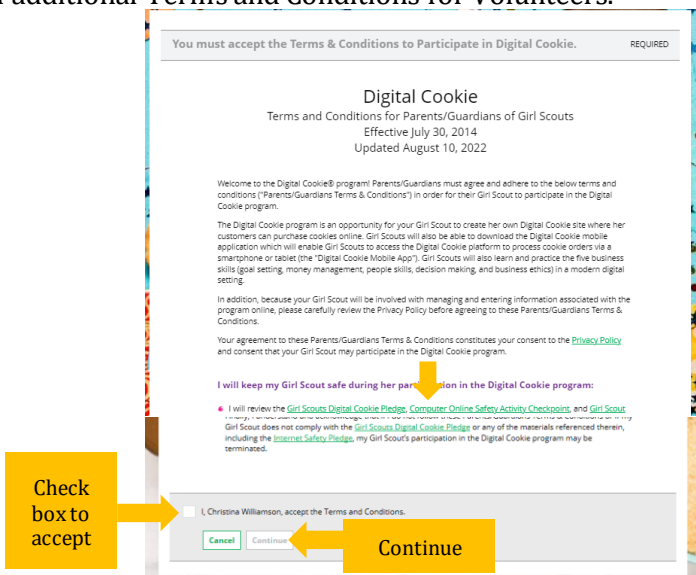 additional Terms and Conditions for Volunteers.
You must accept the Terms & Conditions to Participate in Digital Cookie. REQUIRED
Digital Cookie
Terms and Conditions for Parents/Guardians of Girl Scouts
Effective July 30, 2014
Updated August 10, 2022
Welcome to the Digital Cookie® program! Parents/Guardians must agree and adhere to the below terms and
conditions ("Parents/Guardians Terms & Conditions") in order for their Girl Scout to participate in the Digital
Cookie program.
The Digital Cookie program is an opportunity for your Girl Scout to create her own Digital Cookie site where her
customers can purchase cookies online. Girl Scouts will also be able to download the Digital Cookie mobile
application which will enable Girl Scouts to access the Digital Cookie platform to process cookie orders via a
smartphone or tablet (the "Digital Cookie Mobile App"). Girl Scouts will also learn and practice the five business
skills (goal setting, money management, people skills, decision making, and business ethics) in a modern digital
setting.
In addition, because your Girl Scout will be involved with managing and entering information associated with the
program online, please carefully review the Privacy Policy before agreeing to these Parents/Guardians Terms &
Conditions.
Your agreement to these Parents/Guardians Terms & Conditions constitutes your consent to the Privacy Policy
and consent that your Girl Scout may participate in the Digital Cookie program.
I will keep my Girl Scout safe during her in the Digital Cookie program:
I will review the Girl Scouts Digital Cookie Pledge, Computer Online Safety Activity Checkpoint, and Girl Scout
Girl Scout does not comply with the Girl Scouts Digital Cookie Pledge or any of the materials referenced therein,
including the Internet Safety Pledge, my Girl Scout's participation in the Digital Cookie program may be
terminated.
Check
box to
accept
I, Christina Williamson, accept the Terms and Conditions.
Cancel Continue
Continue